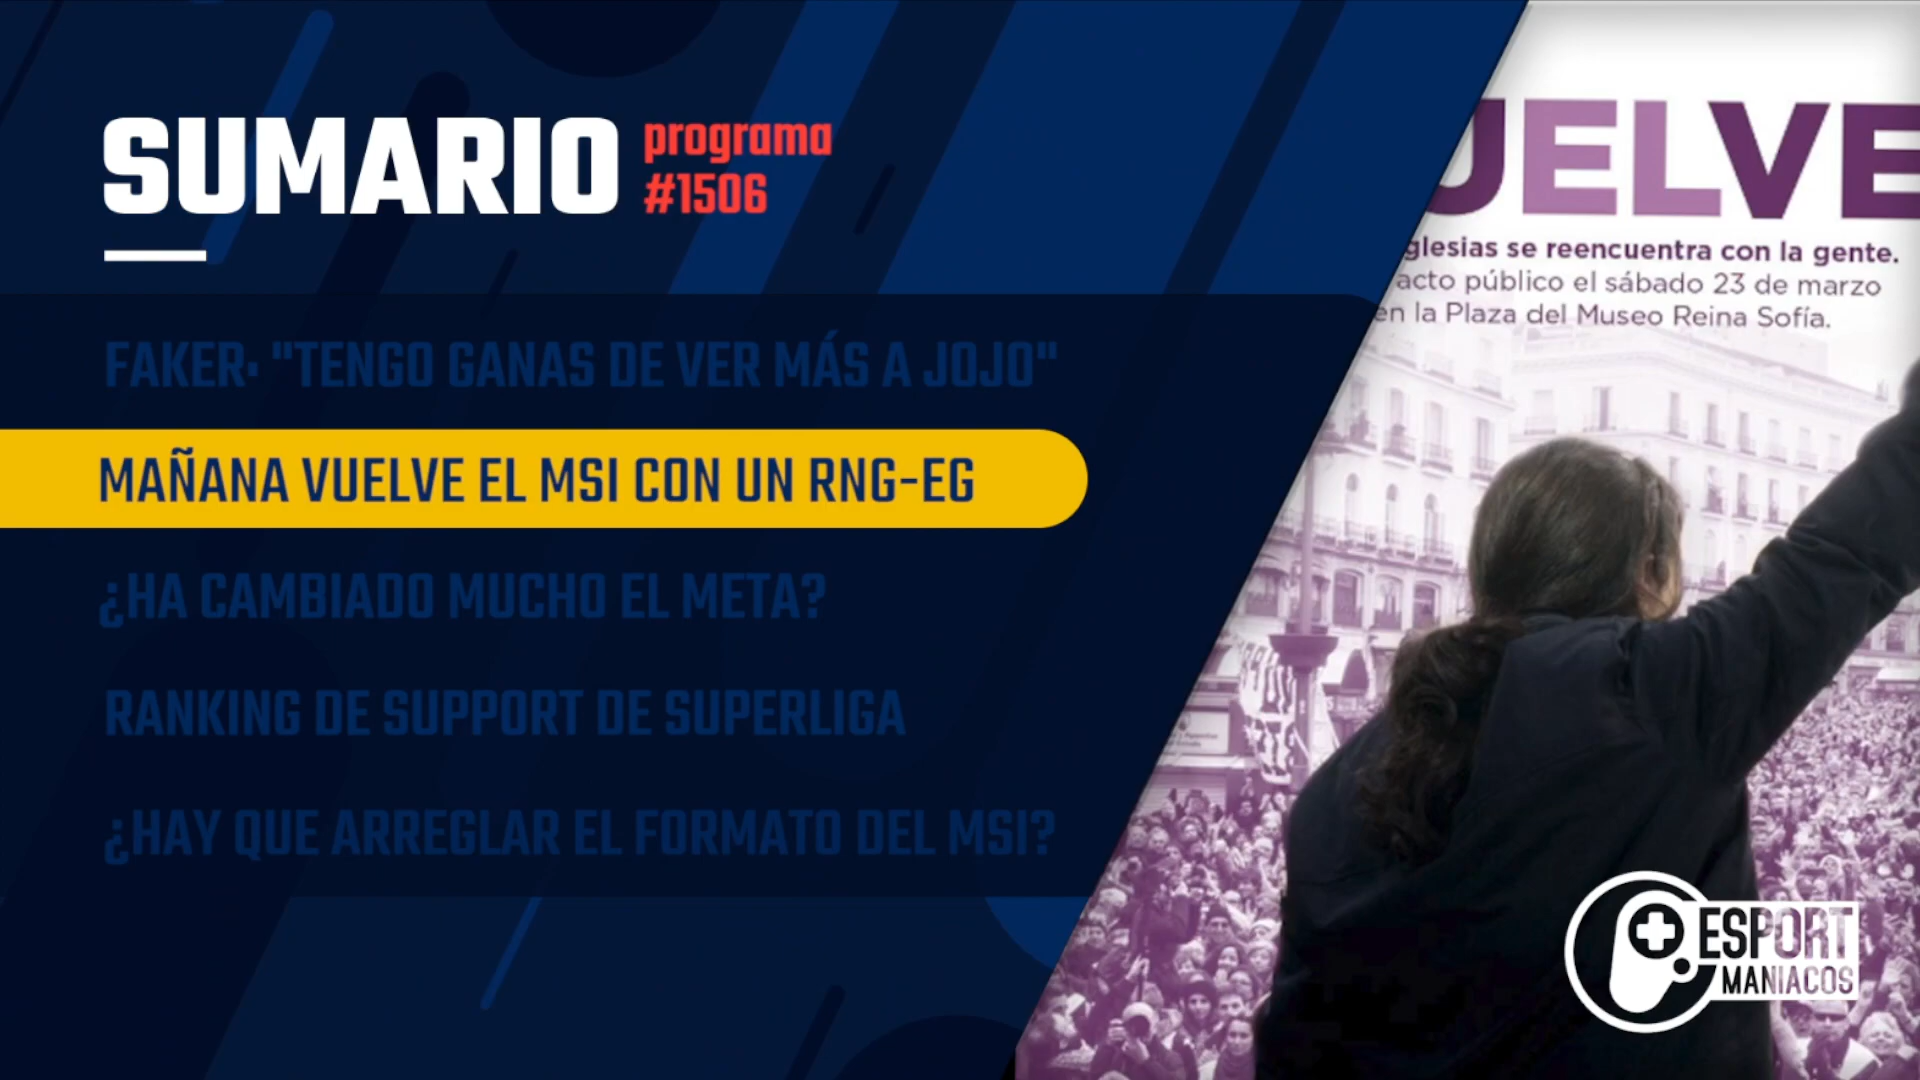 SUMARIO
programa
#1506
FAKER: "TENGO GANAS DE VER MÁS A JOJO"
MAÑANA VUELVE EL MSI CON UN RNG-EG
¿HA CAMBIADO MUCHO EL META?
RANKING DE SUPPORT DE SUPERLIGA
¿HAY QUE ARREGLAR EL FORMATO DEL MSI?
UELVE
glesias se reencuentra con la gente.
acto público el sábado 23 de marzo
en la Plaza del Museo Reina Sofía.
ESPORT
MANIACOS